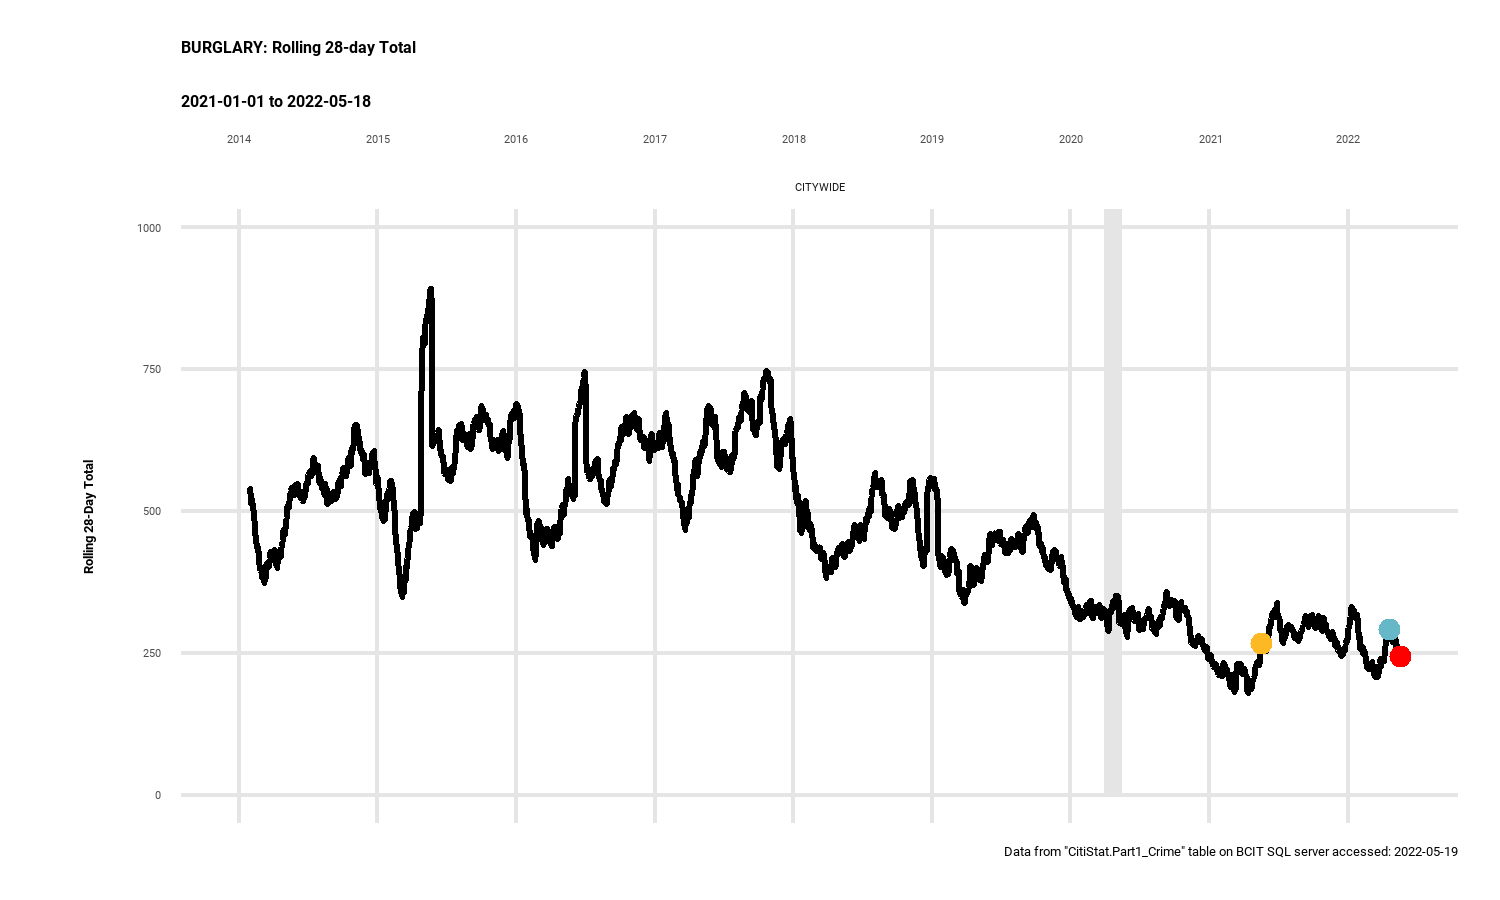 BURGLARY: Rolling 28-day Total
2021-01-01 to 2022-05-18
2014 2015 2016 2017 2018 2019 2020 2021 2022
CITYWIDE
1000
750
500
250
0
Rolling 28-Day Total
Data from "CitiStat.Part1_Crime" table on BCIT SQL server accessed: 2022-05-19